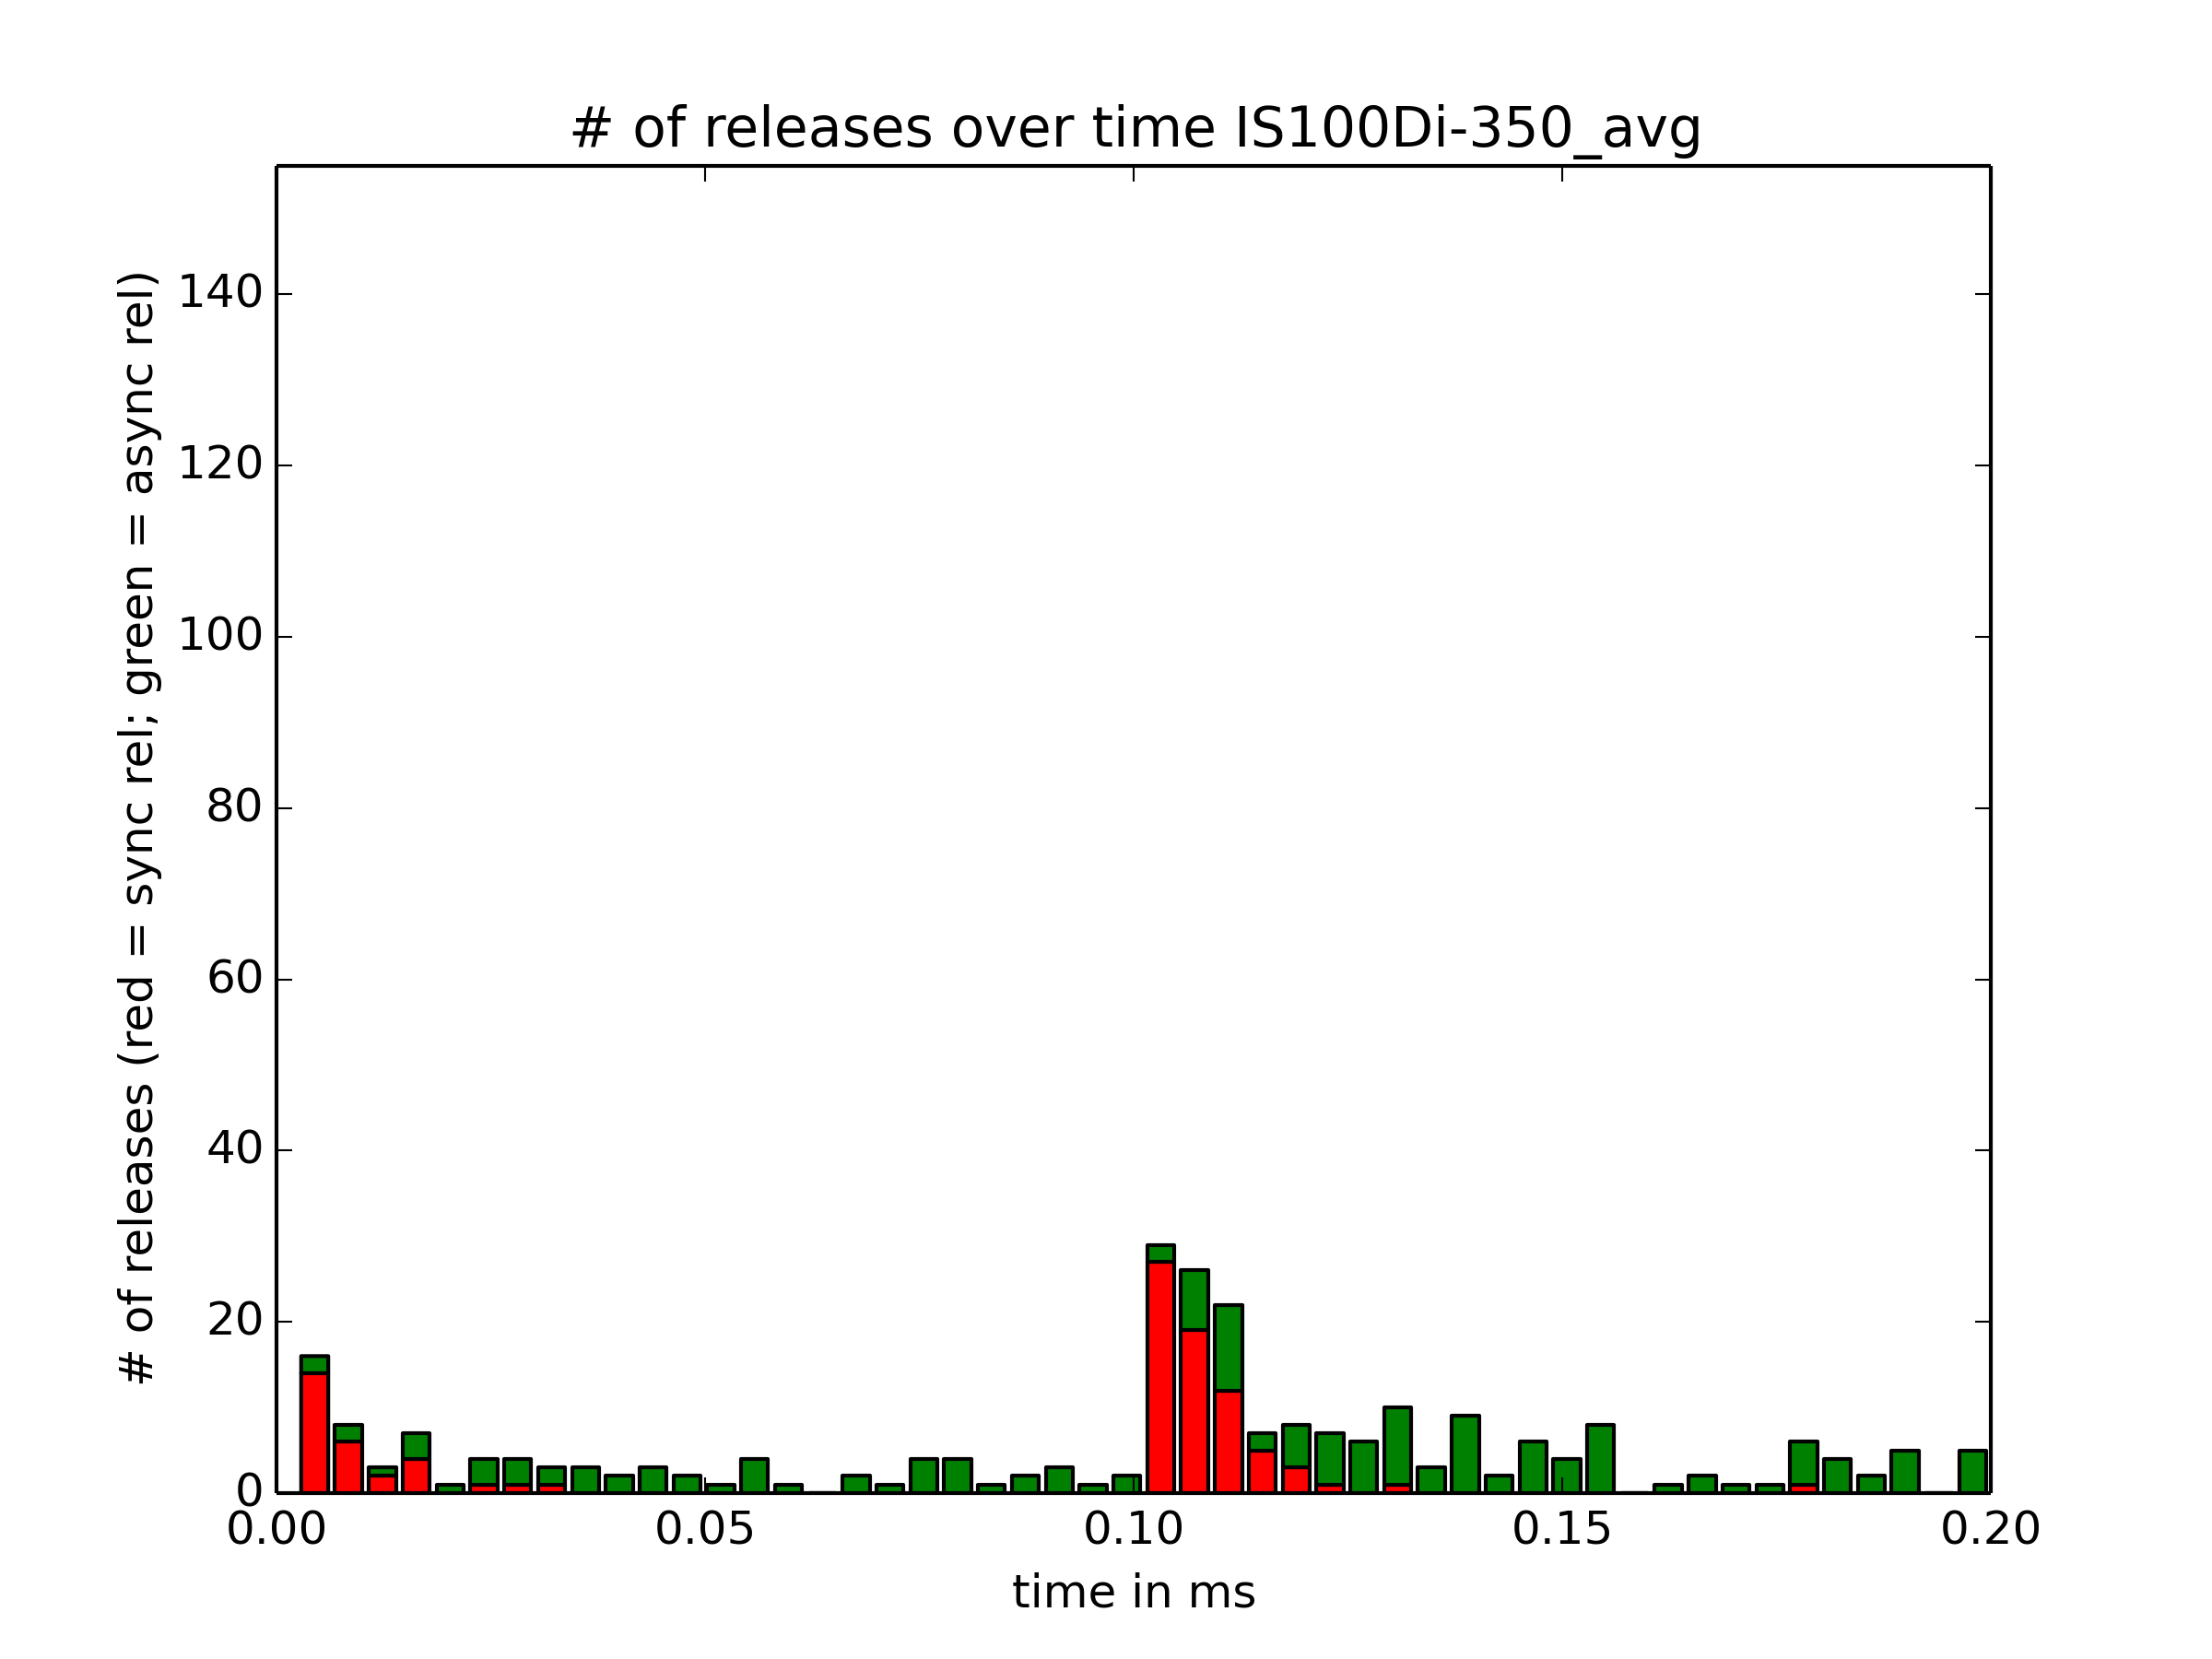 # of releases over time IS100Di-350_avg
# of releases (red = sync rel; green = async rel)
140
120
100
80
60
40
20
0
0.00 0.05 0.10 0.15 0.20
time in ms